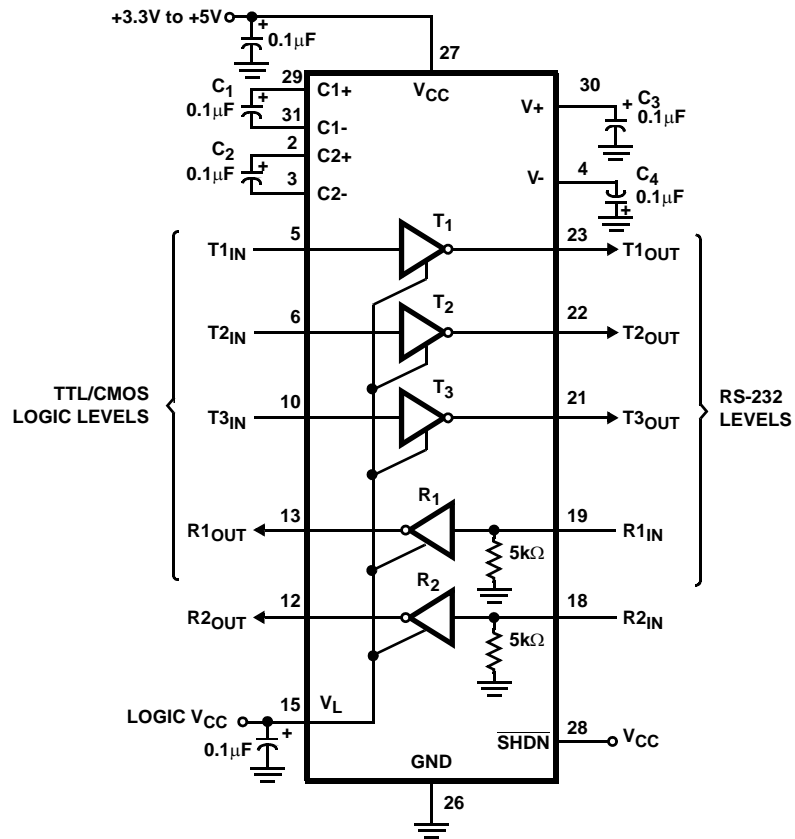 +3.3V to +5V
0.1μF
27
29
C1
0.1μF
31
C1+
C1-
VCC
30
V+
+ C3
0.1μF
2
C2
0.1μF
3
C2+
C2-
4
V-
C4
0.1μF
+
T1
T1IN
5
23
T1OUT
T2
T2IN
6
22
T2OUT
T3
T3IN
10
21
T3OUT
TTL/CMOS
LOGIC LEVELS
RS-232
LEVELS
R1
R1OUT
13
19
R1IN
5kΩ
R2
R2OUT
12
18
R2IN
5kΩ
LOGIC VCC
15
VL
0.1μF
+
SHDN
28
VCC
GND
26